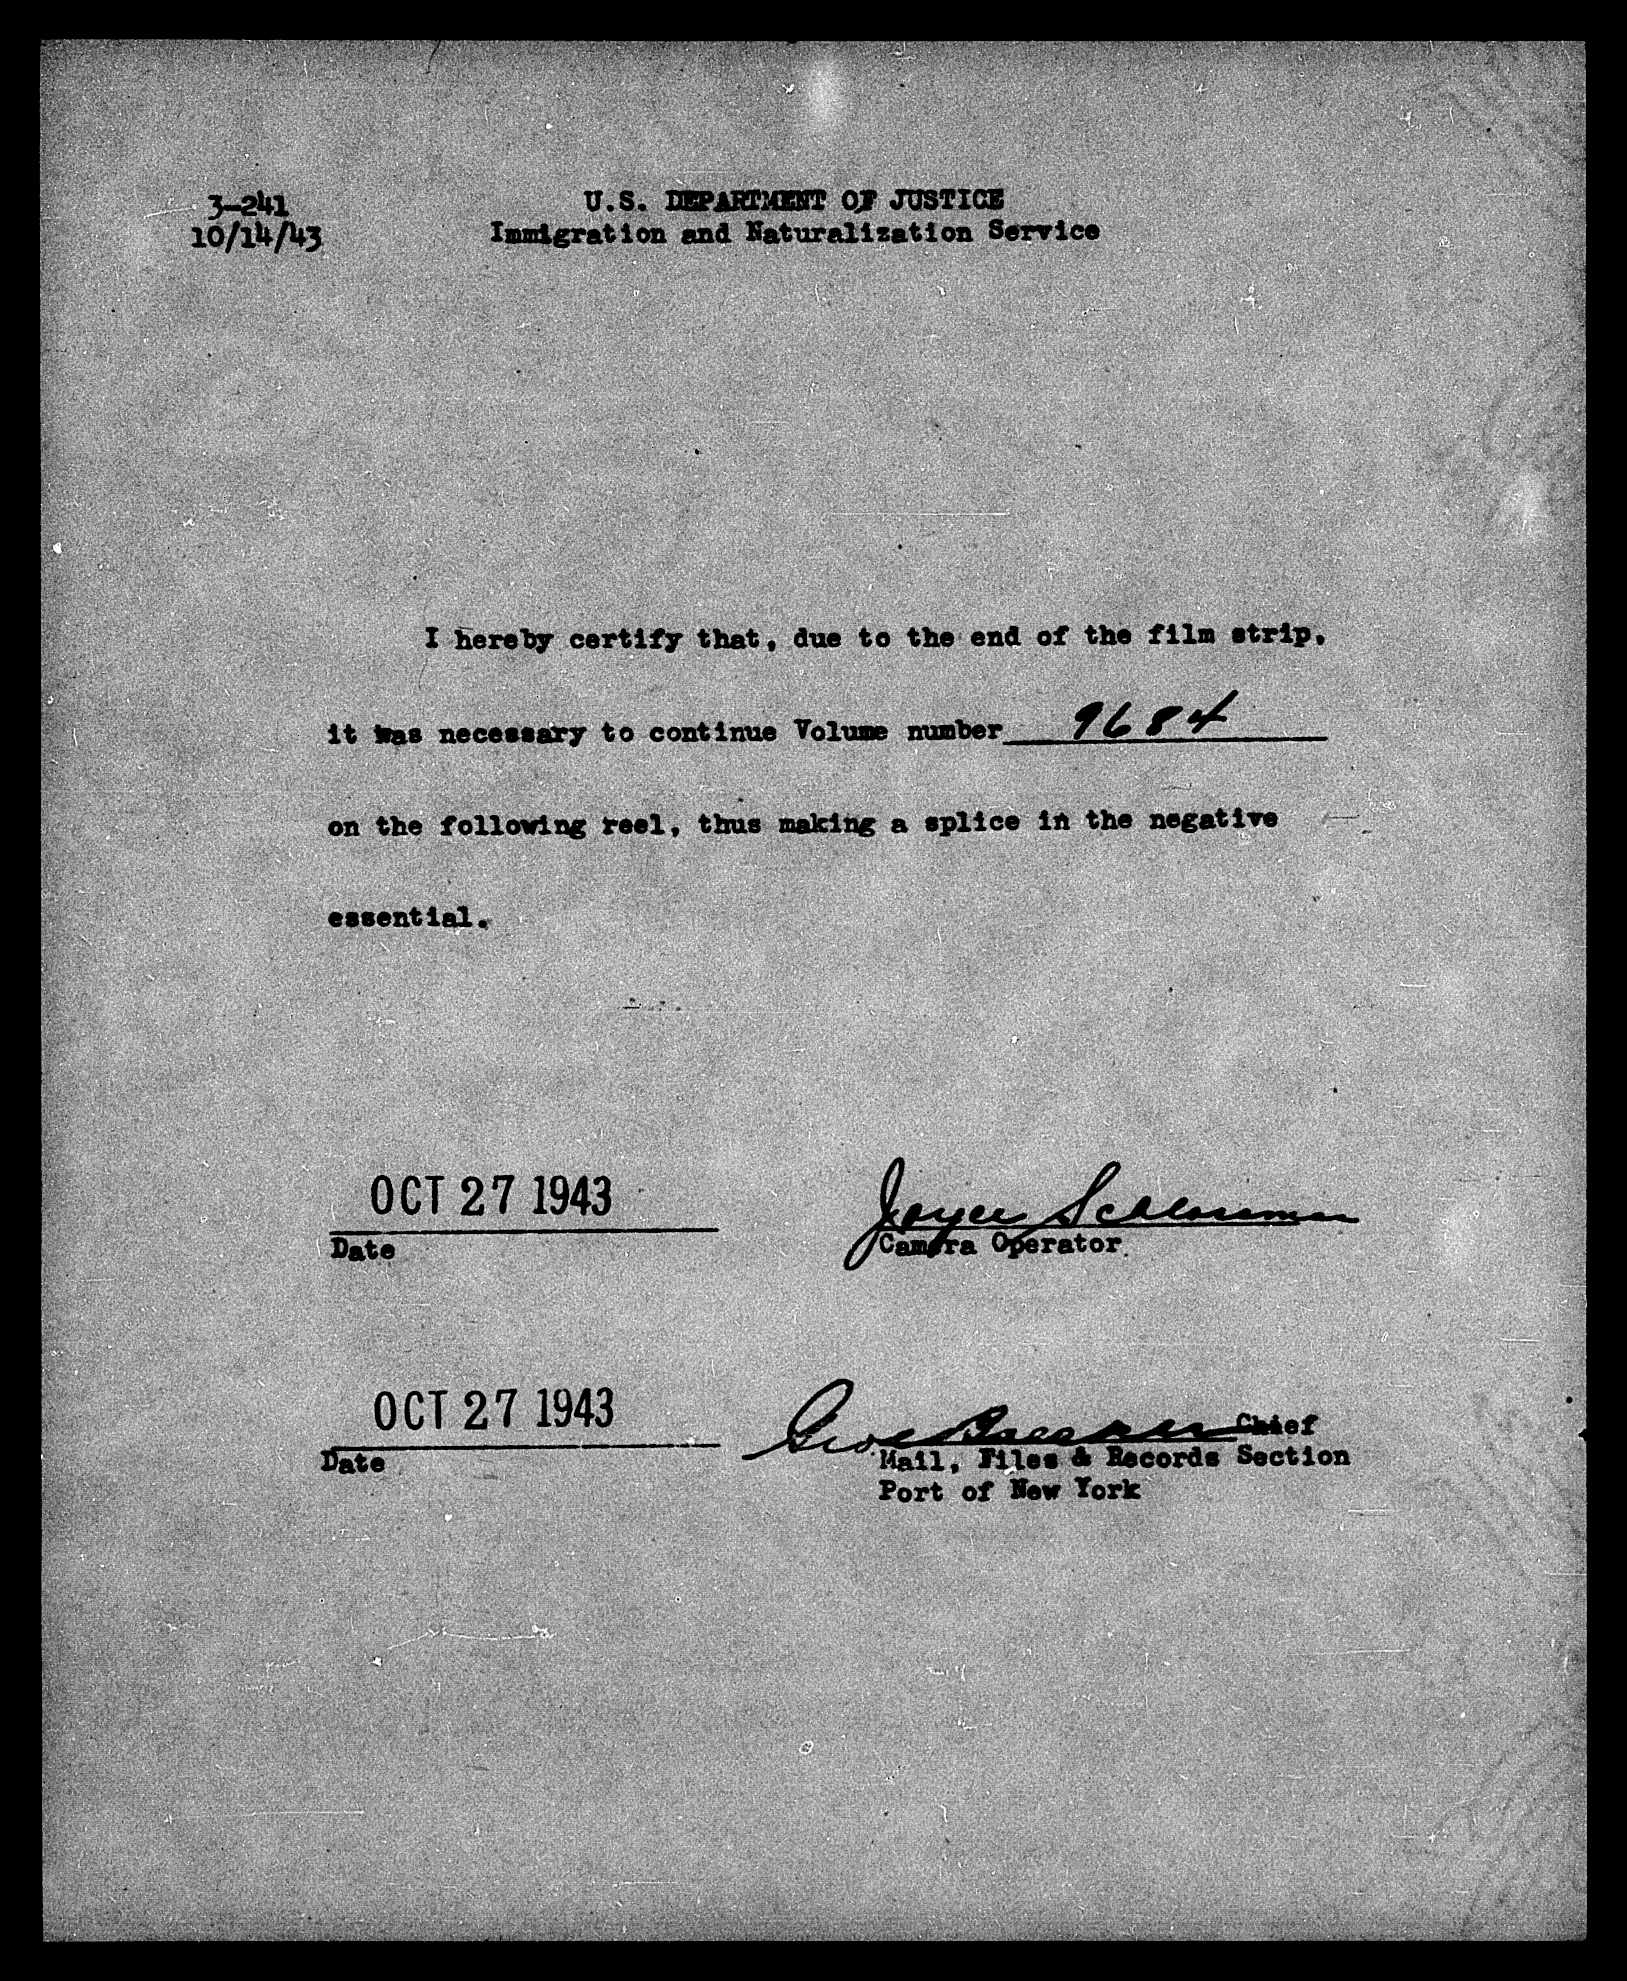 3-241
10/14/43
U.S. DEPARTMENT OF JUSTICE
Immigration and Naturalization Service
I hereby certify that, due to the end of the film strip,
it was necessary to continue Volume number 9684
on the following reel, thus making a splice in the negative
essential.
OCT 27 1943
Date
Joyce Schlossman
Camera Operator
OCT 27 1943
Date
Chief
Mail, Files & Records Section
Port of New York